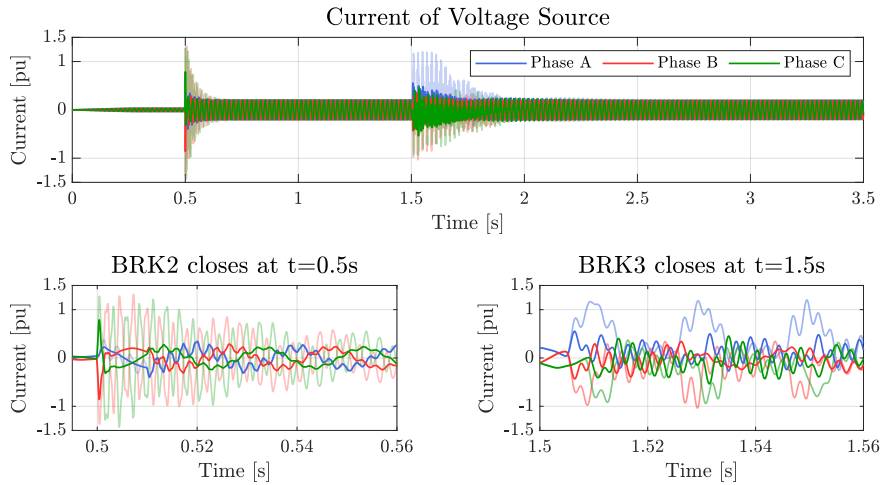 Current of Voltage Source
1.5
1
0
-1
-1.5
Current [pu]
Phase A Phase B Phase C
0 0.5 1 1.5 2 2.5 3 3.5
Time [s]
BRK2 closes at t=0.5s
1.5
1
0
-1
-1.5
Current [pu]
0.5 0.52 0.54 0.56
Time [s]
BRK3 closes at t=1.5s
1.5
1
0
-1
-1.5
Current [pu]
1.5 1.52 1.54 1.56
Time [s]